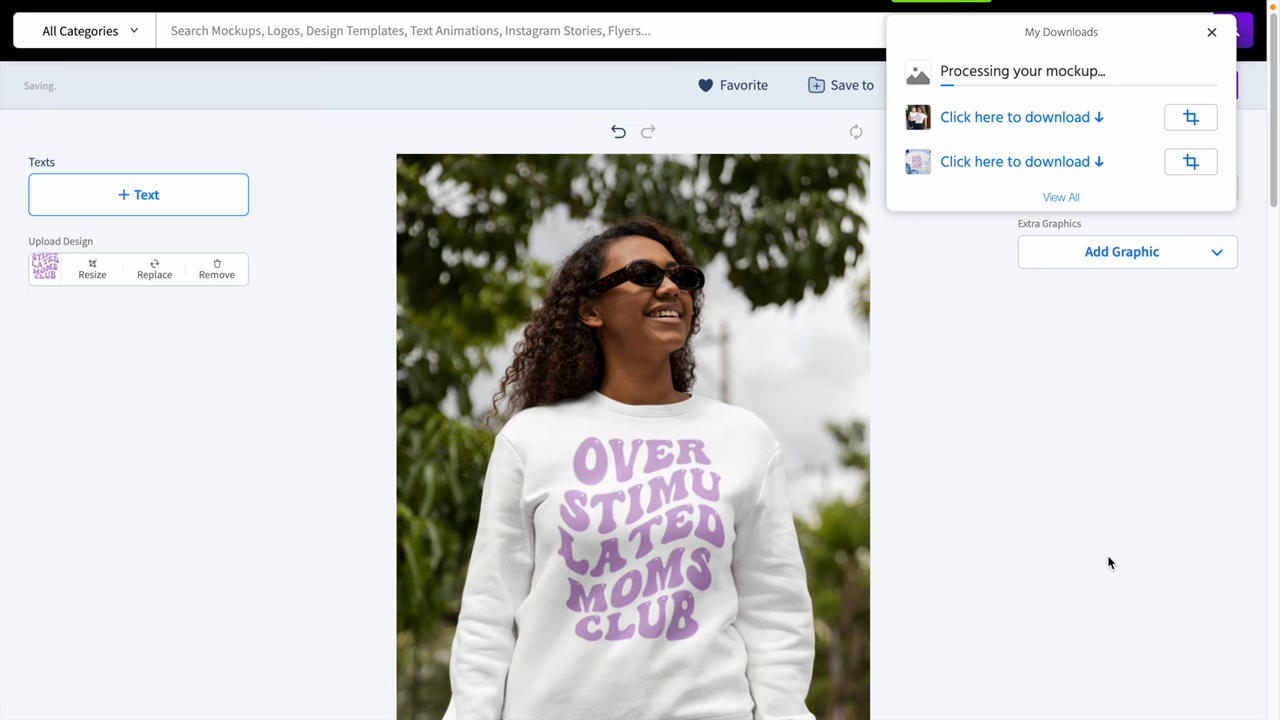 All Categories
Search Mockups, Logos, Design Templates, Text Animations, Instagram Stories, Flyers...
My Downloads
Saving.
Favorite
Save to
Processing your mockup...
Click here to download
Click here to download
View All
Texts
+ Text
Upload Design
Resize
Replace
Remove
Extra Graphics
Add Graphic
OVER
STIMU
LATED
MOMS
CLUB